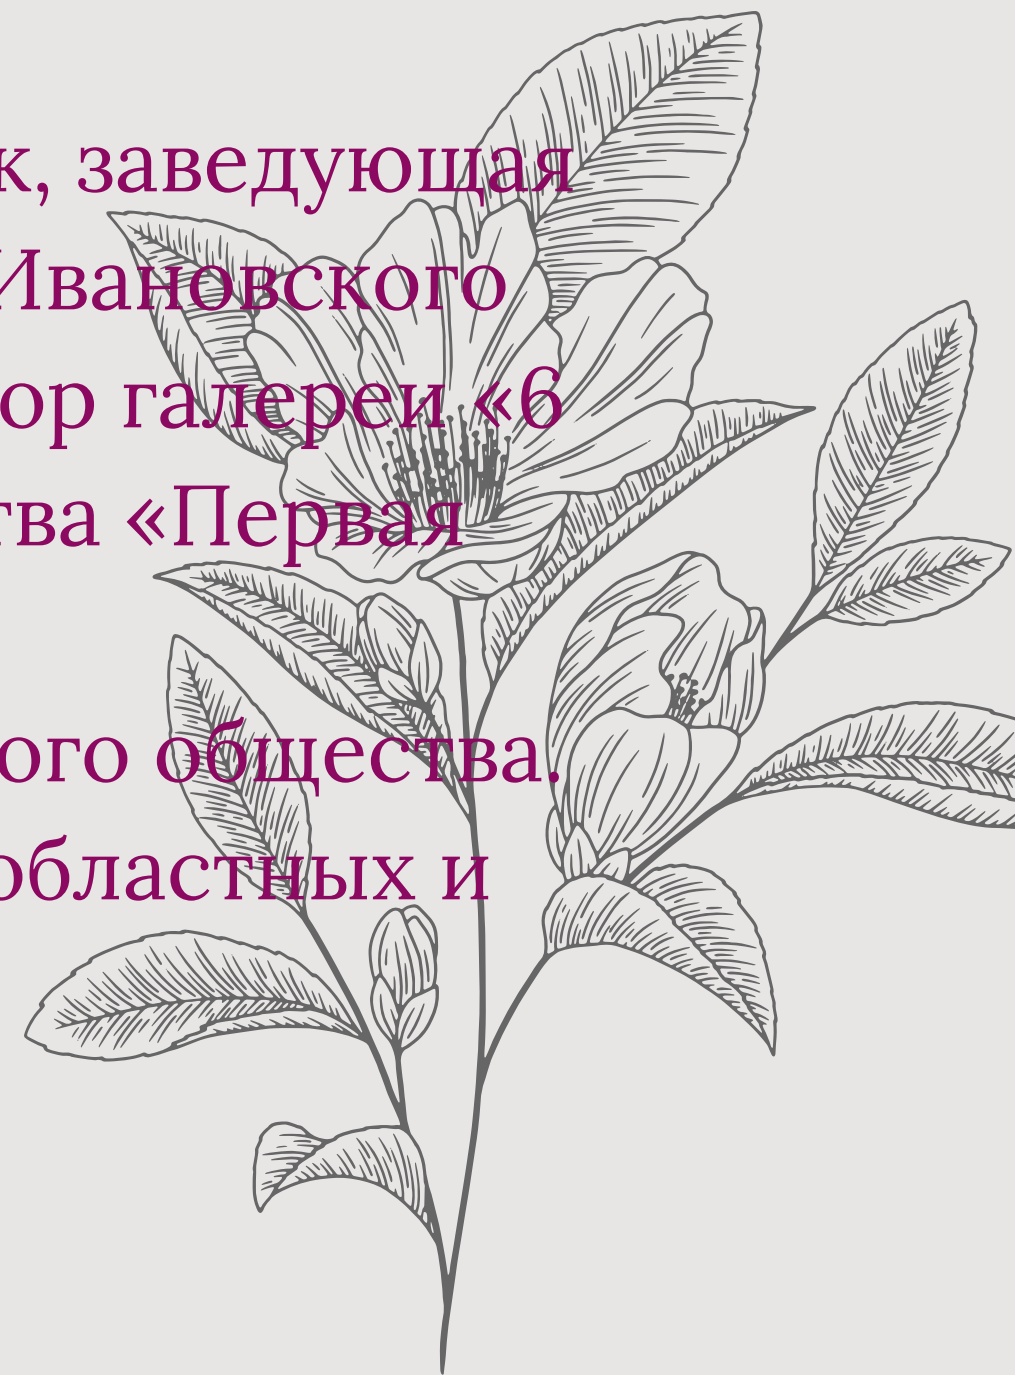 к, заведующая
Ивановского
ор галереи «6
тва «Первая
ого общества.
областных и